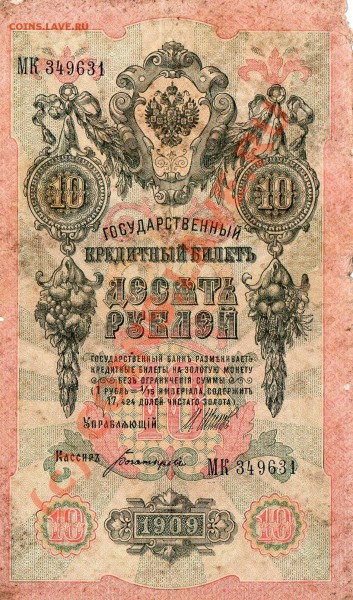 COINS.LAVE.RU
МК 349631
10 10
ГОСУДАРСТВЕННЫЙ
КРЕДИТНЫЙ БИЛЕТЪ
ДЕСЯТЬ
РУБЛЕЙ
ГОСУДАРСТВЕННЫЙ БАНКЪ РАЗМѢНИВАЕТЪ
КРЕДИТНЫЕ БИЛЕТЫ НА ЗОЛОТУЮ МОНЕТУ
БЕЗЪ ОГРАНИЧЕНІЯ СУММЫ
(1 РУБЛЬ = 1/15 ИМПЕРІАЛА, СОДЕРЖИТЪ
17,424 ДОЛЕЙ ЧИСТАГО ЗОЛОТА)
10
Управляющій
Кассиръ
МК 349631
10 1909 10